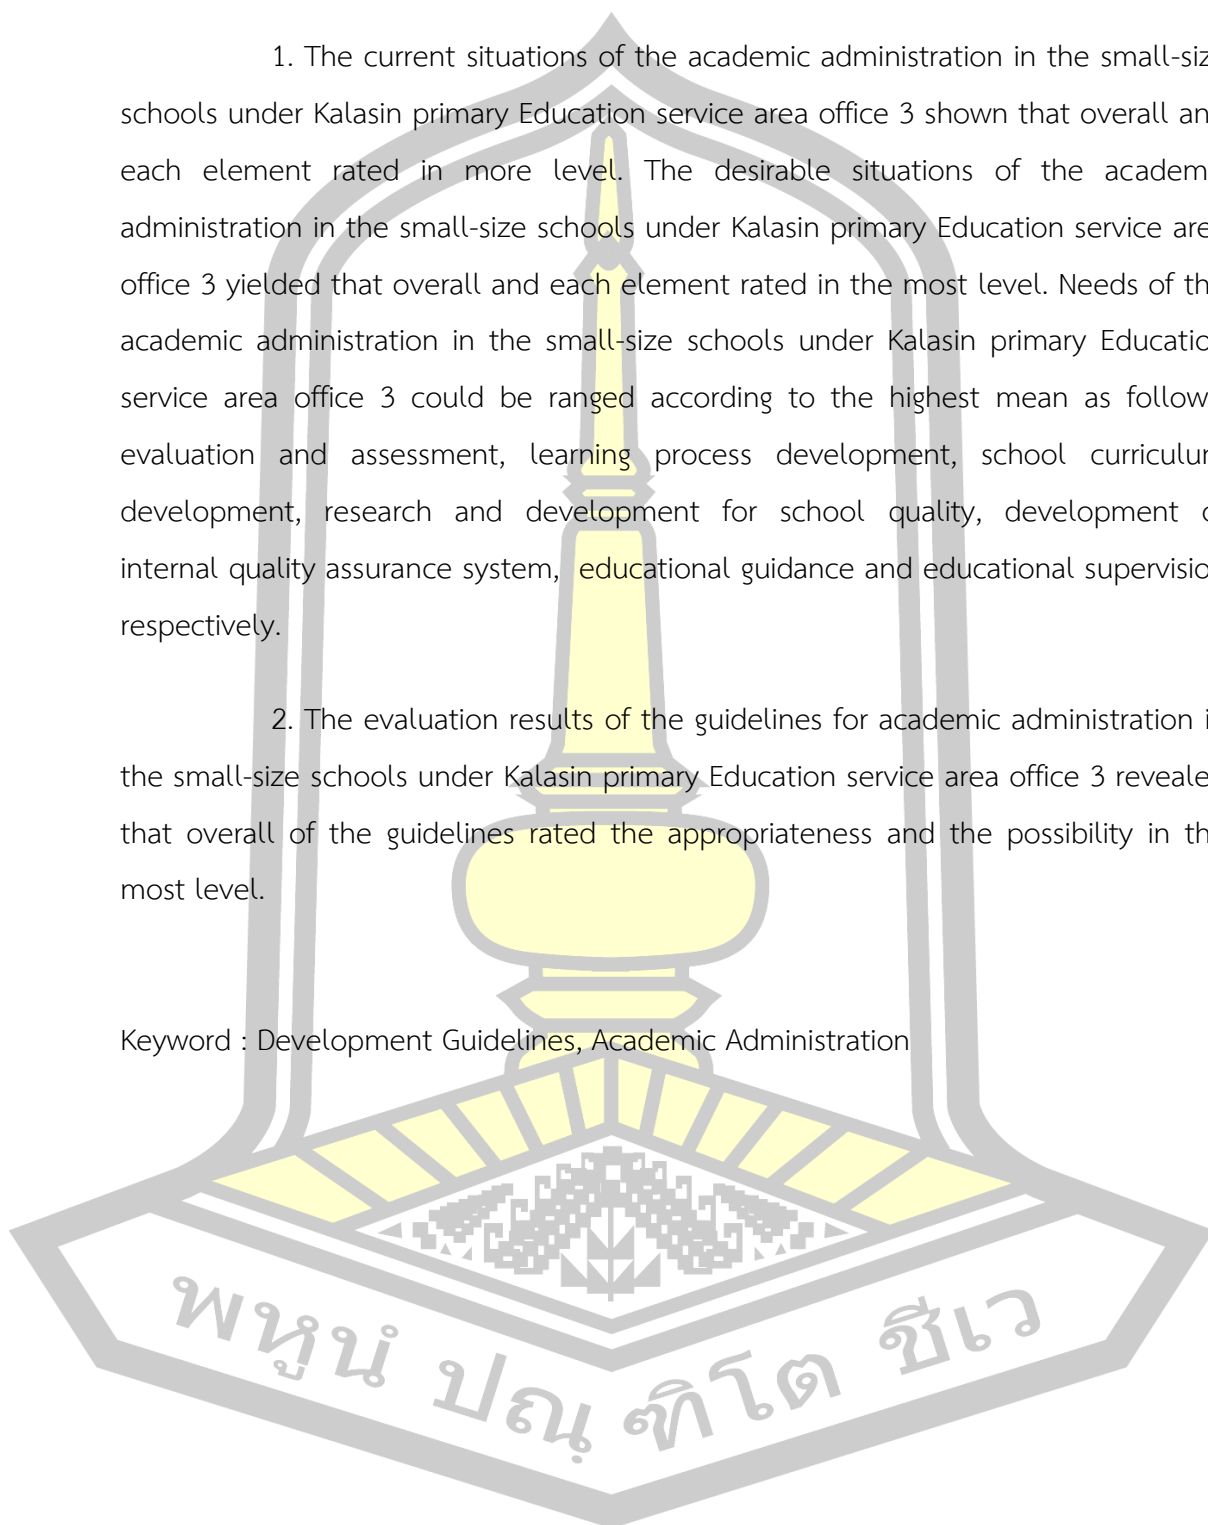 1. The current situations of the academic administration in the small-siz
schools under Kalasin primary Education service area office 3 shown that overall an
each element rated in more level. The desirable situations of the academ
administration in the small-size schools under Kalasin primary Education service are
office 3 yielded that overall and each element rated in the most level. Needs of th
academic administration in the small-size schools under Kalasin primary Educatio
service area office 3 could be ranged according to the highest mean as follow
evaluation and assessment, learning process development, school curriculu
development, research and development for school quality, development o
internal quality assurance system, educational guidance and educational supervisio
respectively.
2. The evaluation results of the guidelines for academic administration i
the small-size schools under Kalasin primary Education service area office 3 reveale
that overall of the guidelines rated the appropriateness and the possibility in th
most level.
Keyword : Development Guidelines, Academic Administration
พหูนํ ปณฺฑิโต ชีเว